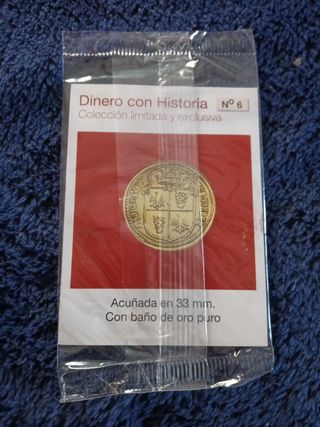 Dinero con Historia
Nº 6
Colección limitada y exclusiva
Acuñada en 33 mm.
Con baño de oro puro